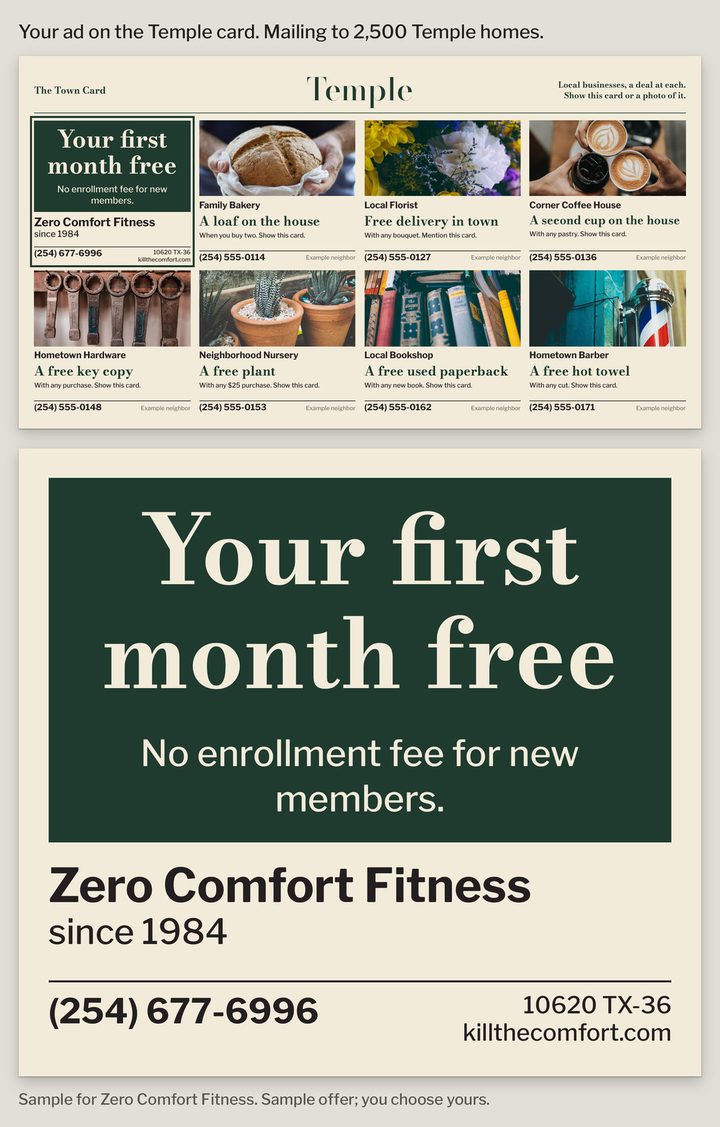 Your ad on the Temple card. Mailing to 2,500 Temple homes.
The Town Card
Temple
Local businesses, a deal at each.
Show this card or a photo of it.
Your first
month free
No enrollment fee for new
members.
Zero Comfort Fitness
since 1984
(254) 677-6996
10620 TX-36
killthecomfort.com
Family Bakery
A loaf on the house
When you buy two. Show this card.
(254) 555-0114
Example neighbor
Local Florist
Free delivery in town
With any bouquet. Mention this card.
(254) 555-0127
Example neighbor
Corner Coffee House
A second cup on the house
With any pastry. Show this card.
(254) 555-0136
Example neighbor
Hometown Hardware
A free key copy
With any purchase. Show this card.
(254) 555-0148
Example neighbor
Neighborhood Nursery
A free plant
With any $25 purchase. Show this card.
(254) 555-0153
Example neighbor
Local Bookshop
A free used paperback
With any new book. Show this card.
(254) 555-0162
Example neighbor
Hometown Barber
A free hot towel
With any cut. Show this card.
(254) 555-0171
Example neighbor
Your first
month free
No enrollment fee for new
members.
Zero Comfort Fitness
since 1984
(254) 677-6996
10620 TX-36
killthecomfort.com
Sample for Zero Comfort Fitness. Sample offer; you choose yours.